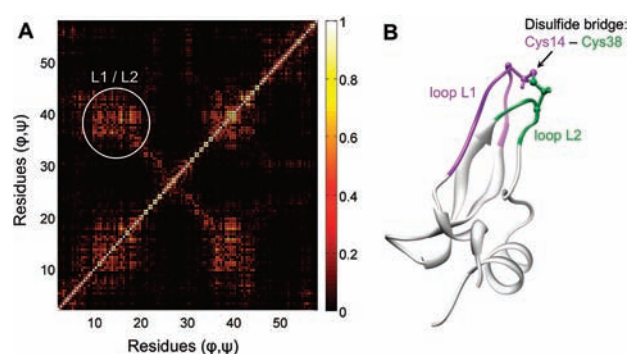 A
L1 / L2
50
40
30
20
10
Residues (φ,ψ)
10 20 30 40 50
Residues (φ,ψ)
1
0.8
0.6
0.4
0.2
0
B
Disulfide bridge:
Cys14 – Cys38
loop L1
loop L2